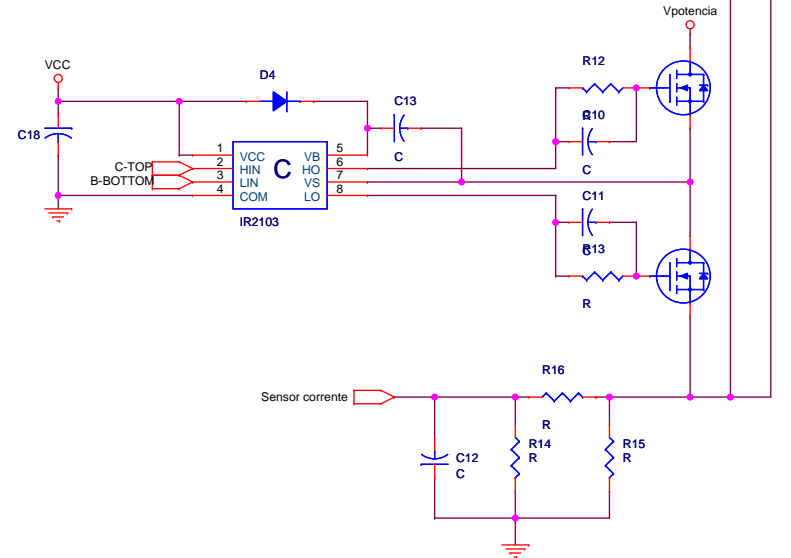 Vpotencia
VCC
D4
R12
C13
C18
R
C10
C
C
1
VCC
VB
5
C-TOP
2
HIN
C
HO
6
B-BOTTOM
3
LIN
VS
7
4
COM
LO
8
C11
IR2103
C
R13
R
R16
Sensor corrente
R
R14
R
R15
R
C12
C